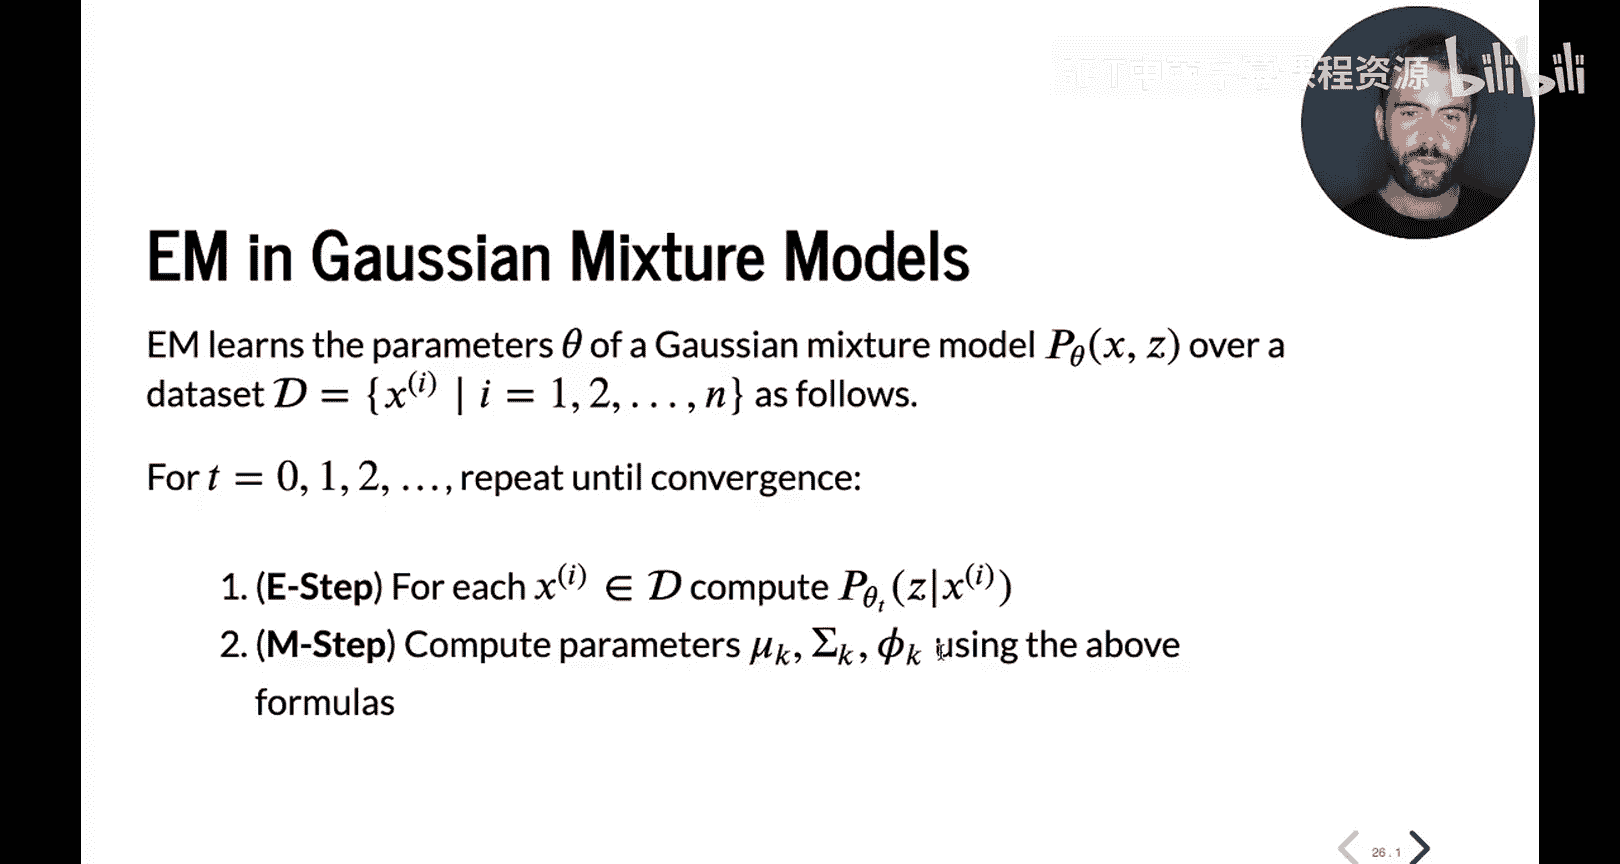 课程资源 bilibili
EM in Gaussian Mixture Models
EM learns the parameters θ of a Gaussian mixture model P_θ(x, z) over a
dataset 𝒟 = {x^(i) | i = 1, 2, . . . , n} as follows.
For t = 0, 1, 2, …, repeat until convergence:
1. (E-Step) For each x^(i) ∈ 𝒟 compute P_θ_t(z|x^(i))
2. (M-Step) Compute parameters μ_k, Σ_k, ϕ_k using the above
formulas
26 . 1